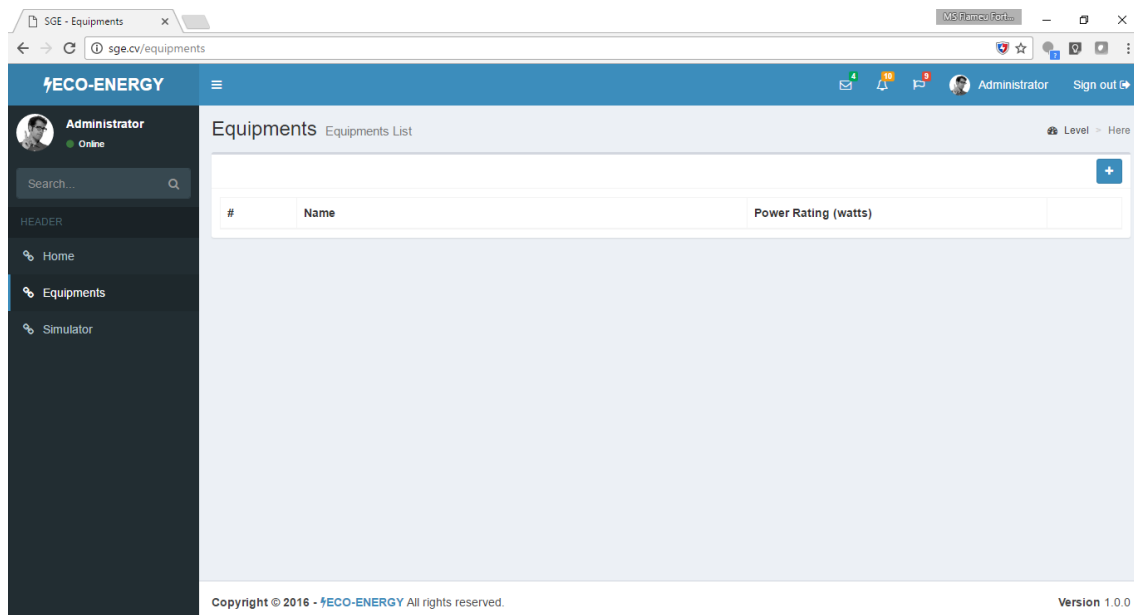 SGE - Equipments
sge.cv/equipments
7
ECO-ENERGY
4
10
9
Administrator
Sign out
Administrator
Online
Search...
HEADER
Home
Equipments
Simulator
Equipments Equipments List
Level > Here
+
# Name Power Rating (watts)
Copyright © 2016 - ECO-ENERGY All rights reserved.
Version 1.0.0